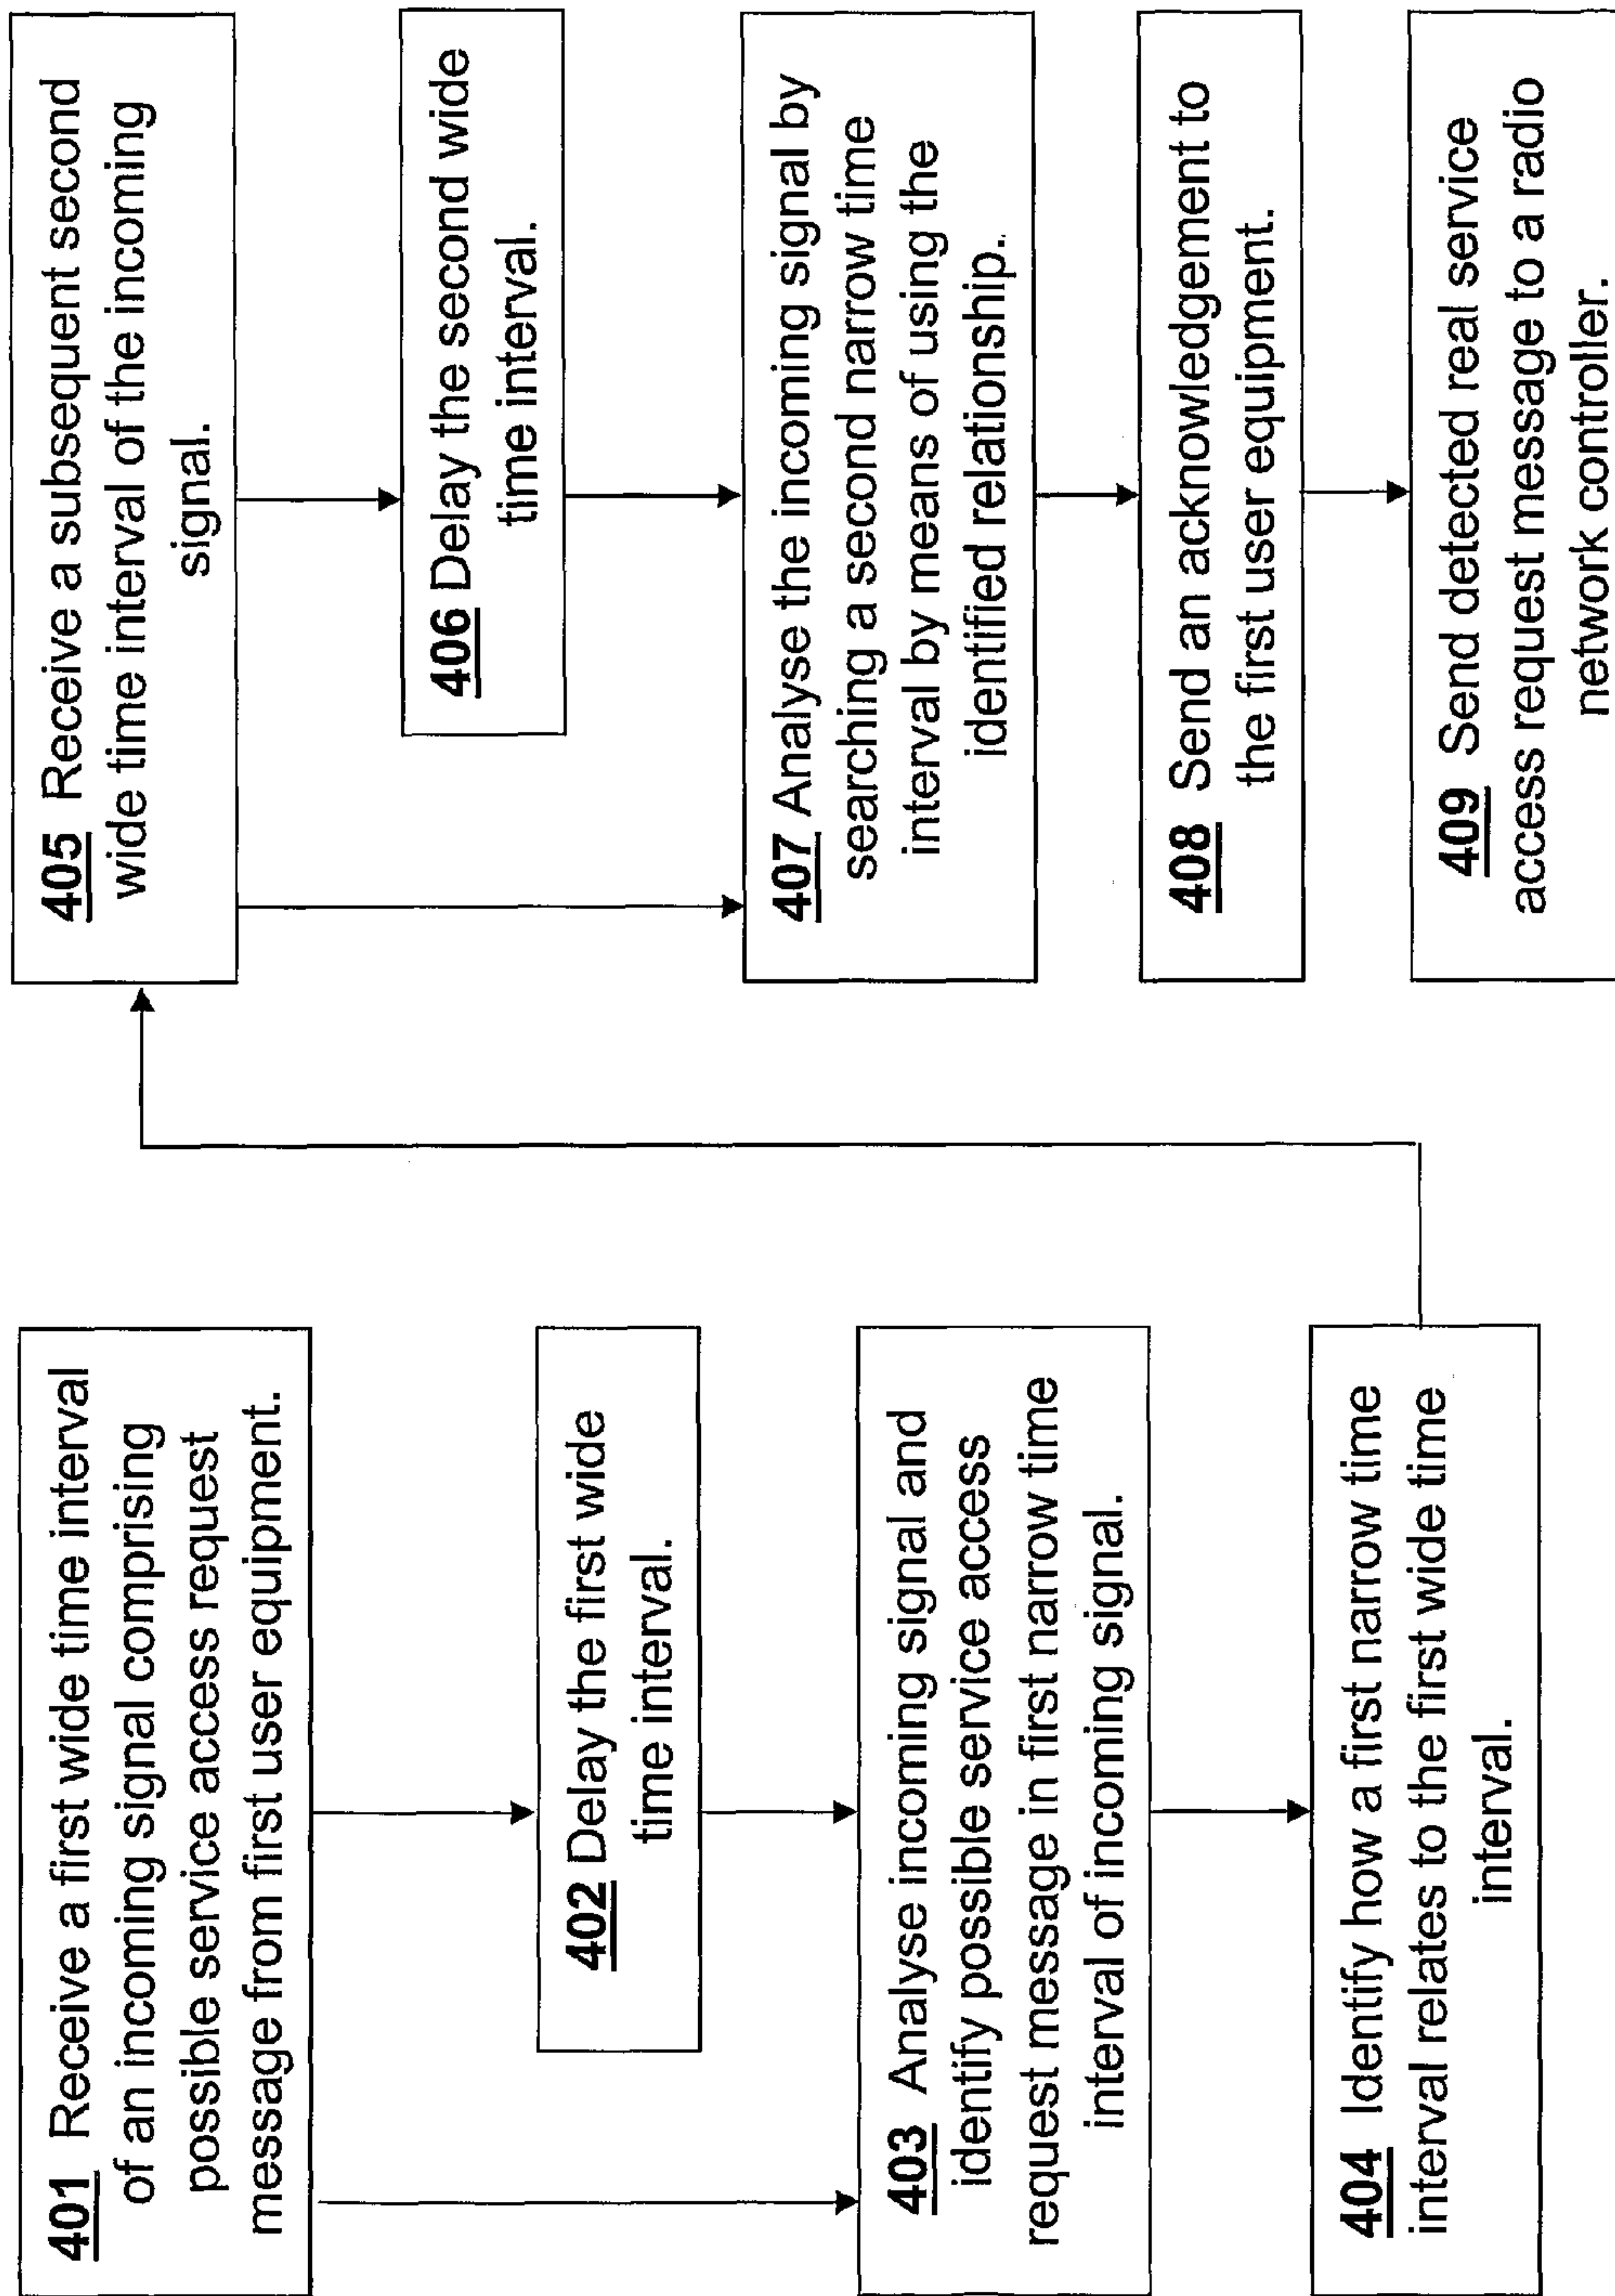 401 Receive a first wide time interval
of an incoming signal comprising
possible service access request
message from first user equipment.
402 Delay the first wide
time interval.
403 Analyse incoming signal and
identify possible service access
request message in first narrow time
interval of incoming signal.
404 Identify how a first narrow time
interval relates to the first wide time
interval.
405 Receive a subsequent second
wide time interval of the incoming
signal.
406 Delay the second wide
time interval.
407 Analyse the incoming signal by
searching a second narrow time
interval by means of using the
identified relationship.
408 Send an acknowledgement to
the first user equipment.
409 Send detected real service
access request message to a radio
network controller.